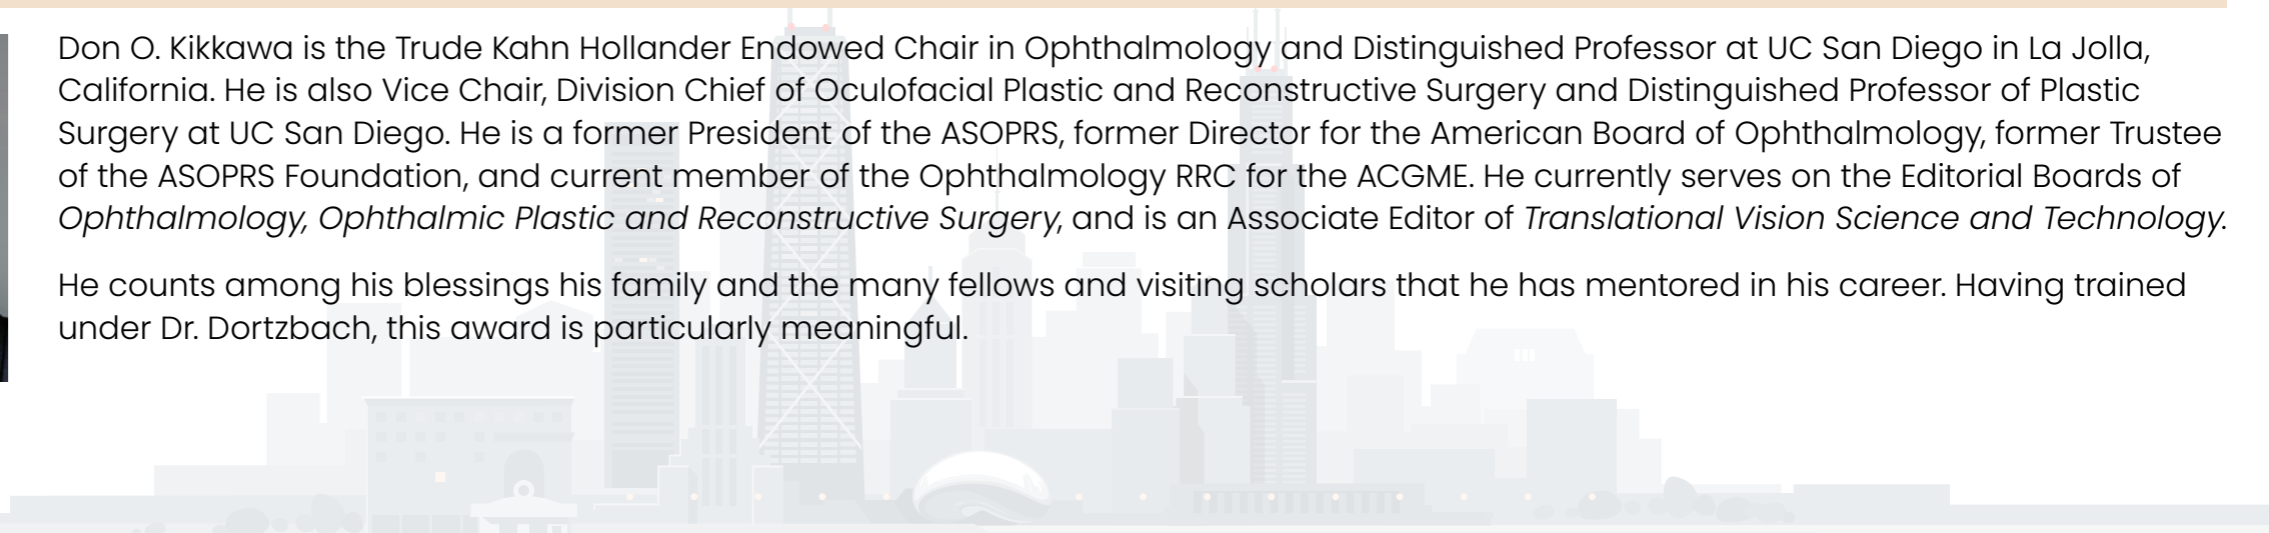 Don O. Kikkawa is the Trude Kahn Hollander Endowed Chair in Ophthalmology and Distinguished Professor at UC San Diego in La Jolla,
California. He is also Vice Chair, Division Chief of Oculofacial Plastic and Reconstructive Surgery and Distinguished Professor of Plastic
Surgery at UC San Diego. He is a former President of the ASOPRS, former Director for the American Board of Ophthalmology, former Trustee
of the ASOPRS Foundation, and current member of the Ophthalmology RRC for the ACGME. He currently serves on the Editorial Boards of
Ophthalmology, Ophthalmic Plastic and Reconstructive Surgery, and is an Associate Editor of Translational Vision Science and Technology.
He counts among his blessings his family and the many fellows and visiting scholars that he has mentored in his career. Having trained
under Dr. Dortzbach, this award is particularly meaningful.